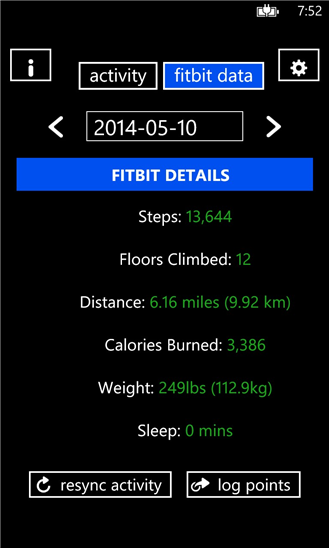 7:52
i
activity fitbit data
2014-05-10
FITBIT DETAILS
Steps: 13,644
Floors Climbed: 12
Distance: 6.16 miles (9.92 km)
Calories Burned: 3,386
Weight: 249lbs (112.9kg)
Sleep: 0 mins
resync activity log points